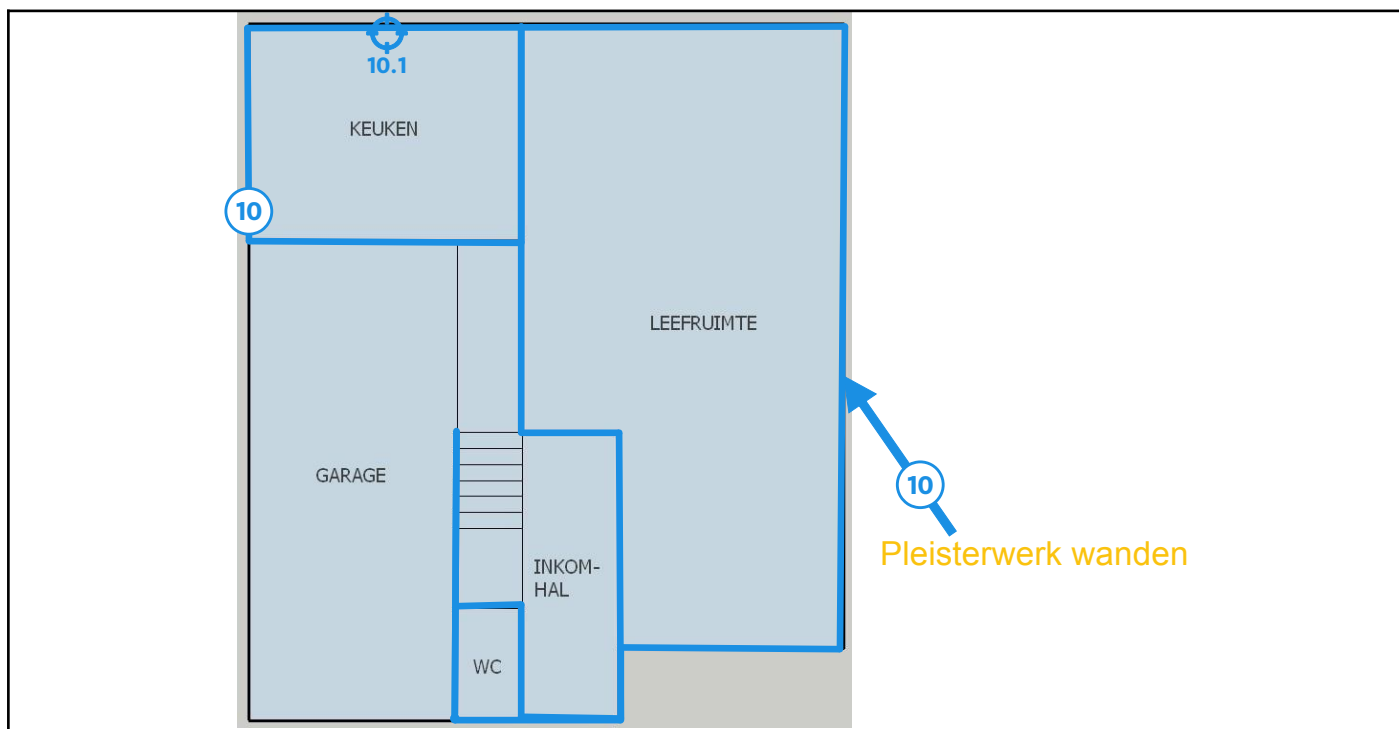 10.1
KEUKEN
10
LEEFRUIMTE
GARAGE
10
Pleisterwerk wanden
INKOM-
HAL
WC